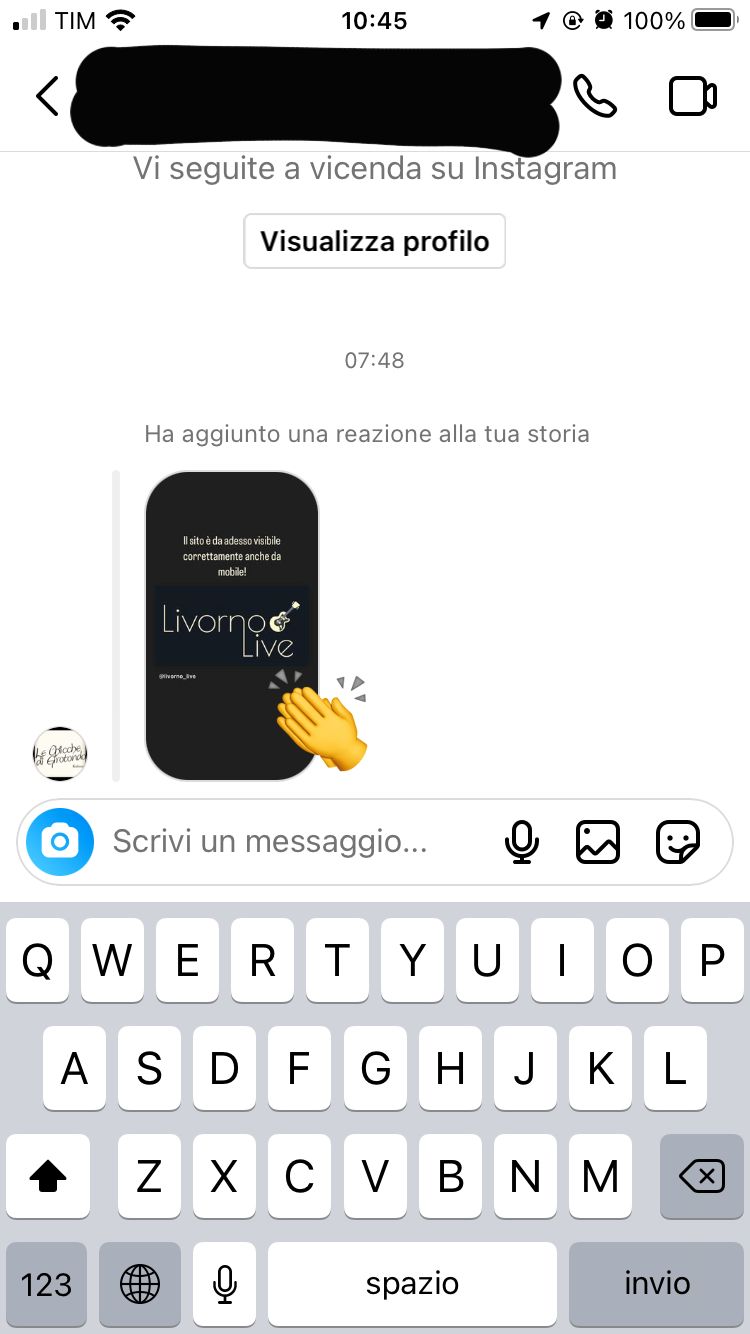 TIM 10:45 100%
Vi seguite a vicenda su Instagram
Visualizza profilo
07:48
Ha aggiunto una reazione alla tua storia
Il sito è da adesso visibile
correttamente anche da
mobile!
Livorno
Live
@livorno_live
Le Chicche
di Grotondo
Scrivi un messaggio...
Q W E R T Y U I O P
A S D F G H J K L
Z X C V B N M
123 spazio invio